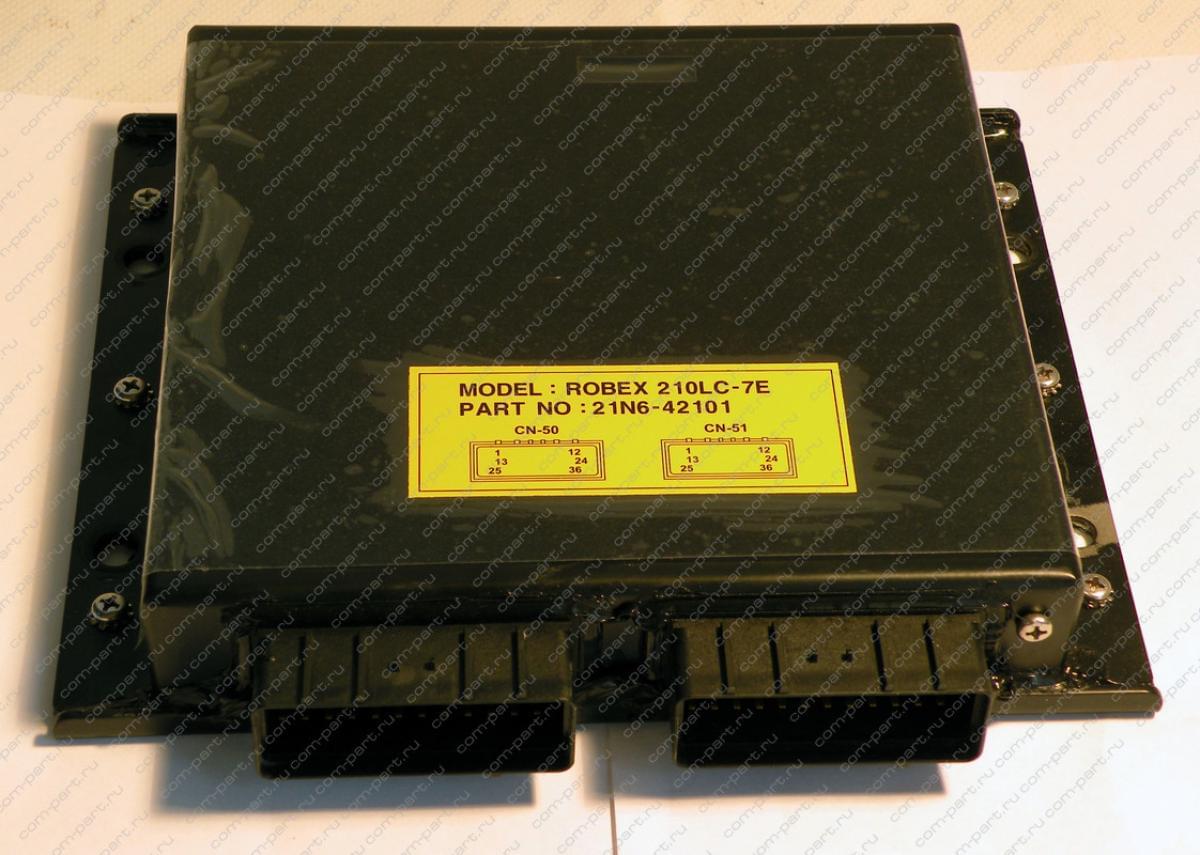 MODEL : ROBEX 210LC-7E
PART NO : 21N6-42101
CN-50 CN-51
1 12 1 12
13 24 13 24
25 36 25 36
com-part.ru